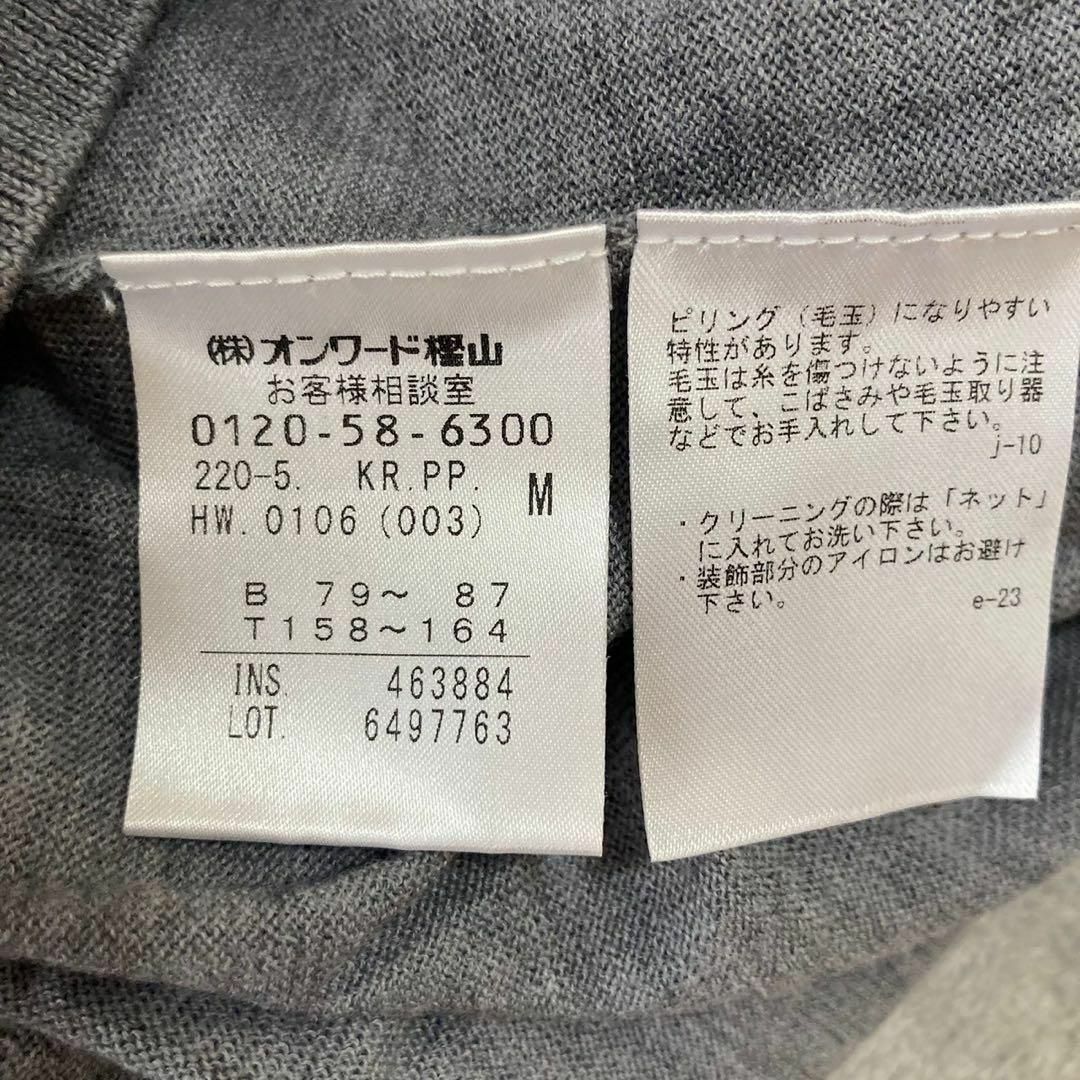 ㈱オンワード樫山
お客様相談室
0120-58-6300
220-5. KR.PP. M
HW.0106(003)
B 79～ 87
T158～164
INS. 463884
LOT. 6497763
ピリング（毛玉）になりやすい
特性があります。
毛玉は糸を傷つけないように注
意して、こばさみや毛玉取り器
などでお手入れして下さい。
j-10
・クリーニングの際は「ネット」
に入れてお洗い下さい。
・装飾部分のアイロンはお避け
下さい。 e-23